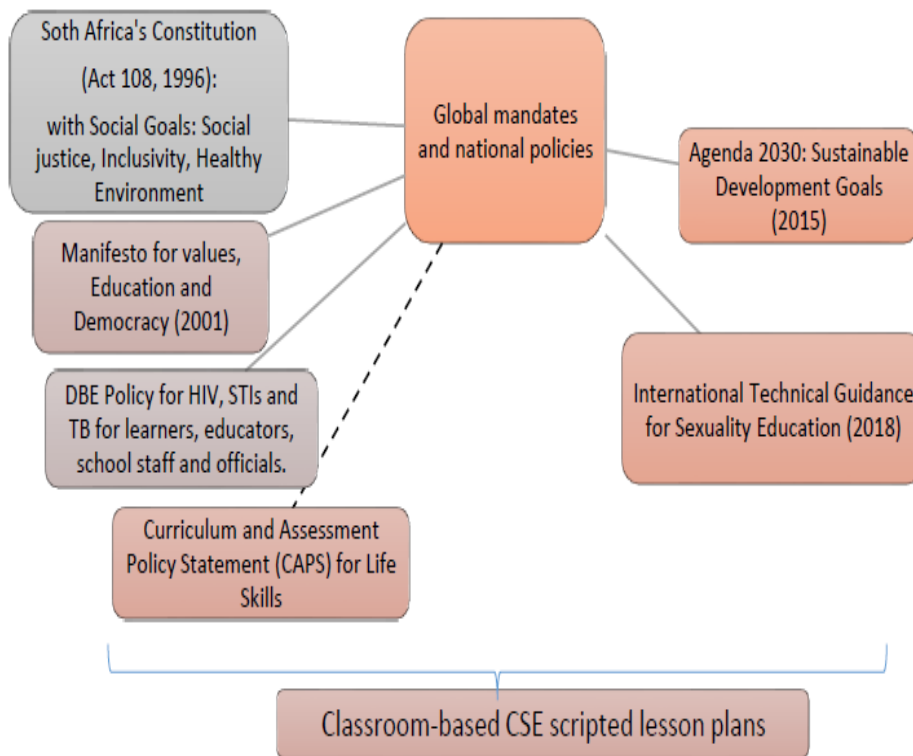 Soth Africa's Constitution
(Act 108, 1996):
with Social Goals: Social
justice, Inclusivity, Healthy
Environment
Global mandates
and national policies
Agenda 2030: Sustainable
Development Goals
(2015)
Manifesto for values,
Education and
Democracy (2001)
DBE Policy for HIV, STIs and
TB for learners, educators,
school staff and officials.
International Technical Guidance
for Sexuality Education (2018)
Curriculum and Assessment
Policy Statement (CAPS) for Life
Skills
Classroom-based CSE scripted lesson plans